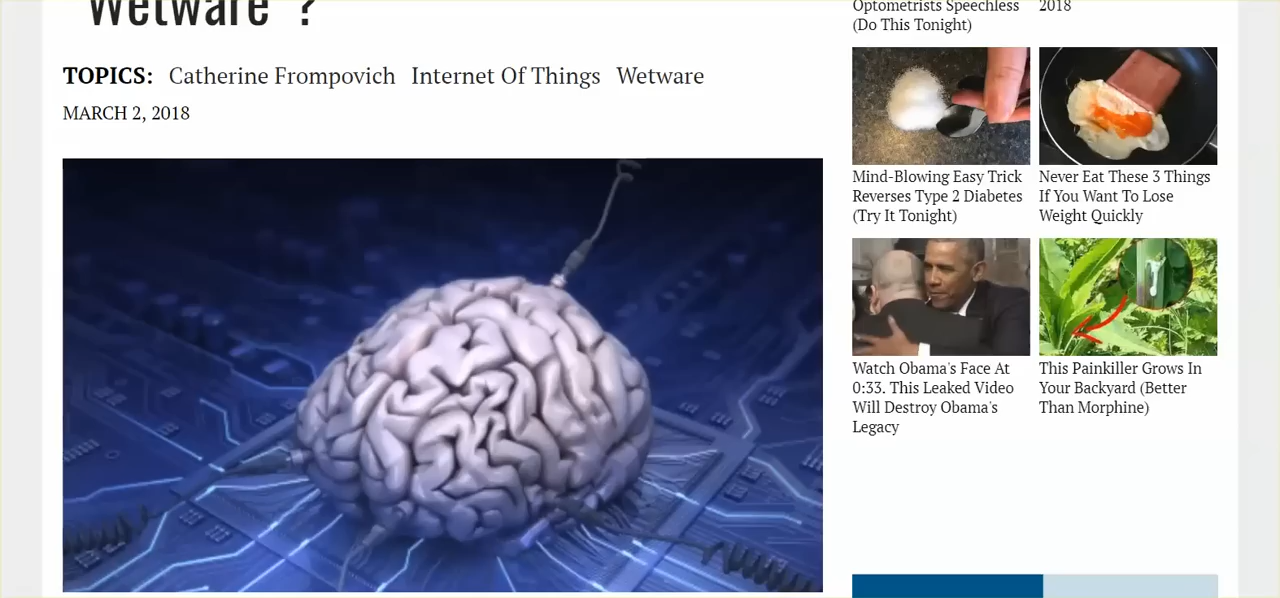 Wetware"?
TOPICS: Catherine Frompovich Internet Of Things Wetware
MARCH 2, 2018
Optometrists Speechless
(Do This Tonight)
2018
Mind-Blowing Easy Trick
Reverses Type 2 Diabetes
(Try It Tonight)
Never Eat These 3 Things
If You Want To Lose
Weight Quickly
Watch Obama's Face At
0:33. This Leaked Video
Will Destroy Obama's
Legacy
This Painkiller Grows In
Your Backyard (Better
Than Morphine)